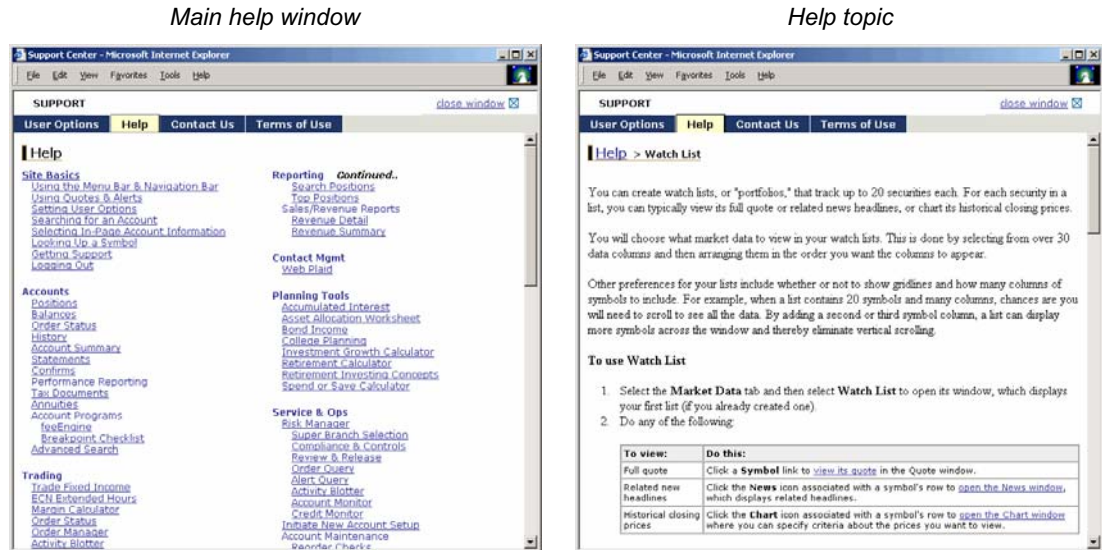 Main help window
Support Center - Microsoft Internet Explorer
File Edit View Favorites Tools Help
SUPPORT
close window
User Options Help Contact Us Terms of Use
Help
Site Basics
Using the Menu Bar & Navigation Bar
Using Quotes & Alerts
Setting User Options
Searching for an Account
Selecting In-Page Account Information
Looking Up a Symbol
Getting Support
Logging Out
Accounts
Positions
Balances
Order Status
History
Account Summary
Statements
Confirms
Performance Reporting
Tax Documents
Annuities
Account Programs
feeEngine
Breakpoint Checklist
Advanced Search
Trading
Trade Fixed Income
ECN Extended Hours
Margin Calculator
Order Status
Order Manager
Activity Blotter
Reporting Continued..
Search Positions
Top Positions
Sales/Revenue Reports
Revenue Detail
Revenue Summary
Contact Mgmt
Web Plaid
Planning Tools
Accumulated Interest
Asset Allocation Worksheet
Bond Income
College Planning
Investment Growth Calculator
Retirement Calculator
Retirement Investing Concepts
Spend or Save Calculator
Service & Ops
Risk Manager
Super Branch Selection
Compliance & Controls
Review & Release
Order Query
Alert Query
Activity Blotter
Account Monitor
Credit Monitor
Initiate New Account Setup
Account Maintenance
Reorder Checks
Help topic
Support Center - Microsoft Internet Explorer
File Edit View Favorites Tools Help
SUPPORT
close window
User Options Help Contact Us Terms of Use
Help > Watch List
You can create watch lists, or "portfolios," that track up to 20 securities each. For each security in a
list, you can typically view its full quote or related news headlines, or chart its historical closing prices.
You will choose what market data to view in your watch lists. This is done by selecting from over 30
data columns and then arranging them in the order you want the columns to appear.
Other preferences for your lists include whether or not to show gridlines and how many columns of
symbols to include. For example, when a list contains 20 symbols and many columns, chances are you
will need to scroll to see all the data. By adding a second or third symbol column, a list can display
more symbols across the window and thereby eliminate vertical scrolling.
To use Watch List
1. Select the Market Data tab and then select Watch List to open its window, which displays
your first list (if you already created one).
2. Do any of the following:
To view: Do this:
Full quote Click a Symbol link to view its quote in the Quote window.
Related new Click the News icon associated with a symbol's row to open the News window,
headlines which displays related headlines.
Historical closing Click the Chart icon associated with a symbol's row to open the Chart window
prices where you can specify criteria about the prices you want to view.